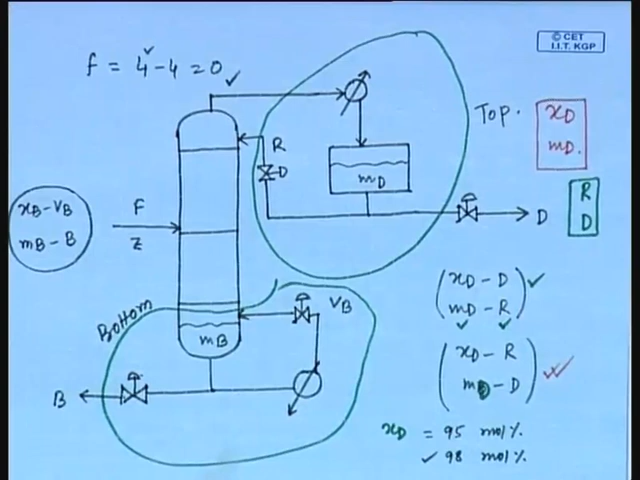 © CET
I.I.T. KGP
f = 4 - 4 = 0
Top.
xD
mD.
R
D
mD
R
D
xB - VB
mB - B
F
Z
D
Bottom
mB
VB
B
xD - D
mD - R
xD - R
mD - D
xD = 95 mol%
98 mol%